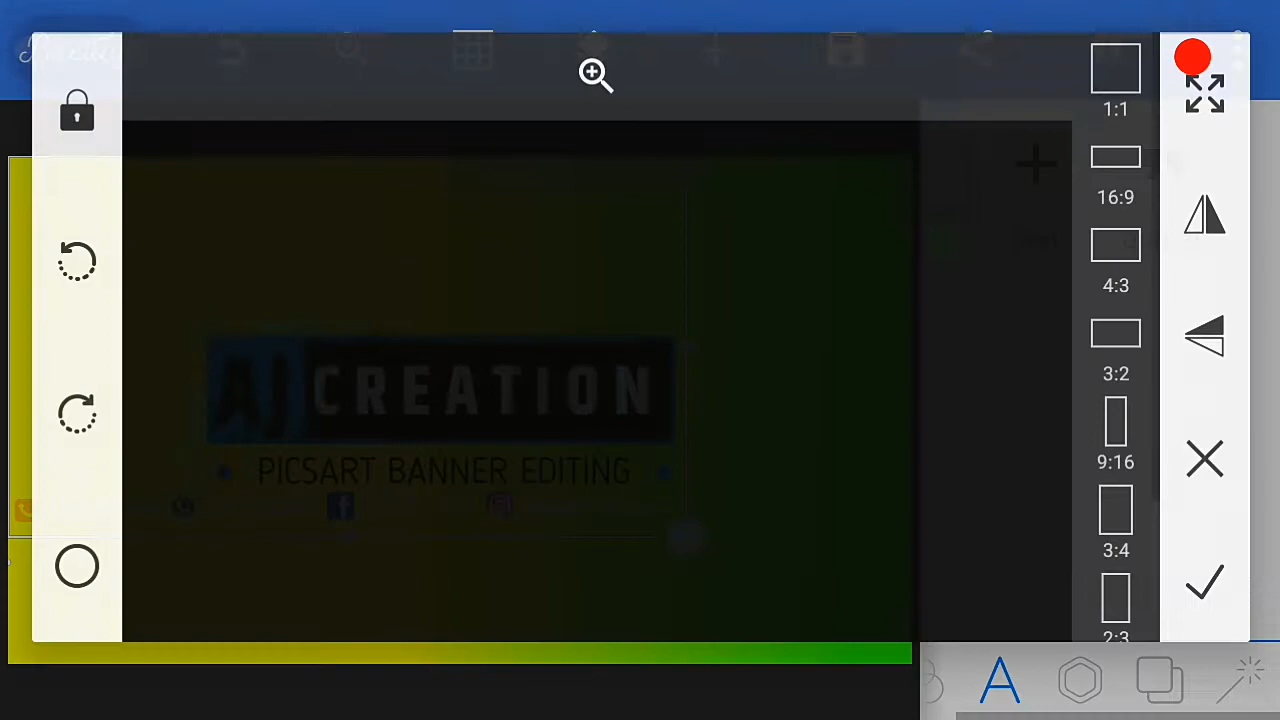 1:1
16:9
4:3
3:2
9:16
3:4
2:3
AJ CREATION
PICSART BANNER EDITING
A